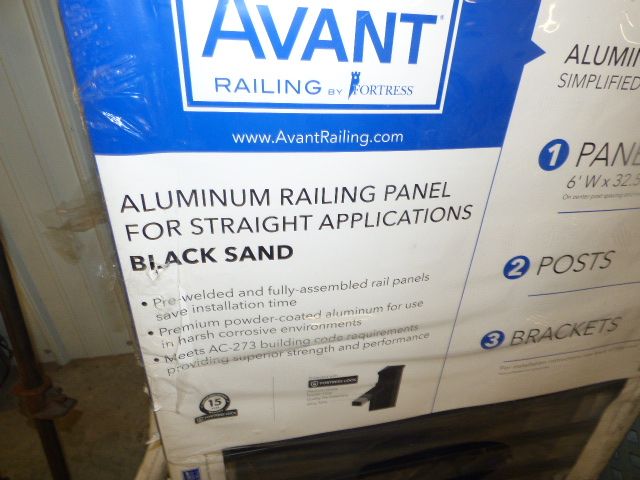 AVANT
RAILING BY FORTRESS
www.AvantRailing.com
ALUMINUM RAILING PANEL
FOR STRAIGHT APPLICATIONS
BLACK SAND
• Pre-welded and fully-assembled rail panels
save installation time
• Premium powder-coated aluminum for use
in harsh corrosive environments
• Meets AC-273 building code requirements
providing superior strength and performance
15
FORTRESS LOCK
ALUMIN
SIMPLIFIED
1 PANE
6' W x 32.5
2 POSTS
3 BRACKETS